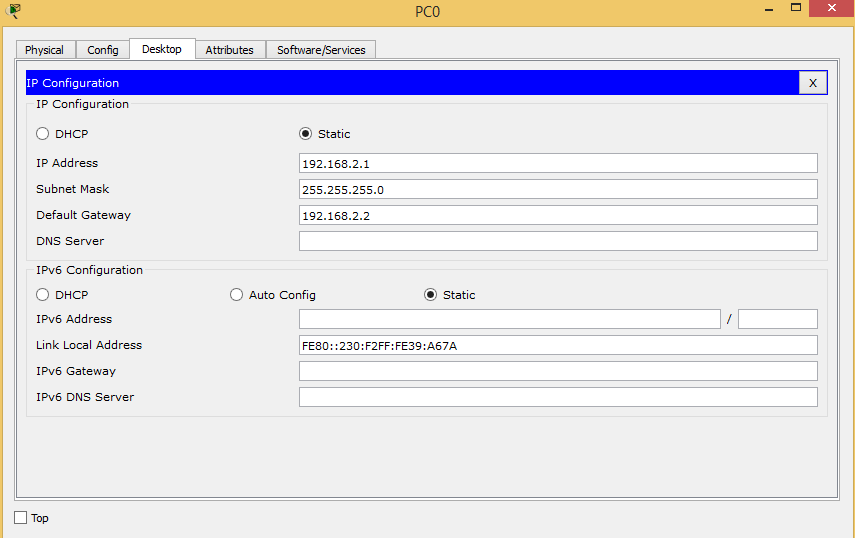 PC0
Physical Config Desktop Attributes Software/Services
IP Configuration X
IP Configuration
DHCP Static
IP Address 192.168.2.1
Subnet Mask 255.255.255.0
Default Gateway 192.168.2.2
DNS Server
IPv6 Configuration
DHCP Auto Config Static
IPv6 Address /
Link Local Address FE80::230:F2FF:FE39:A67A
IPv6 Gateway
IPv6 DNS Server
Top